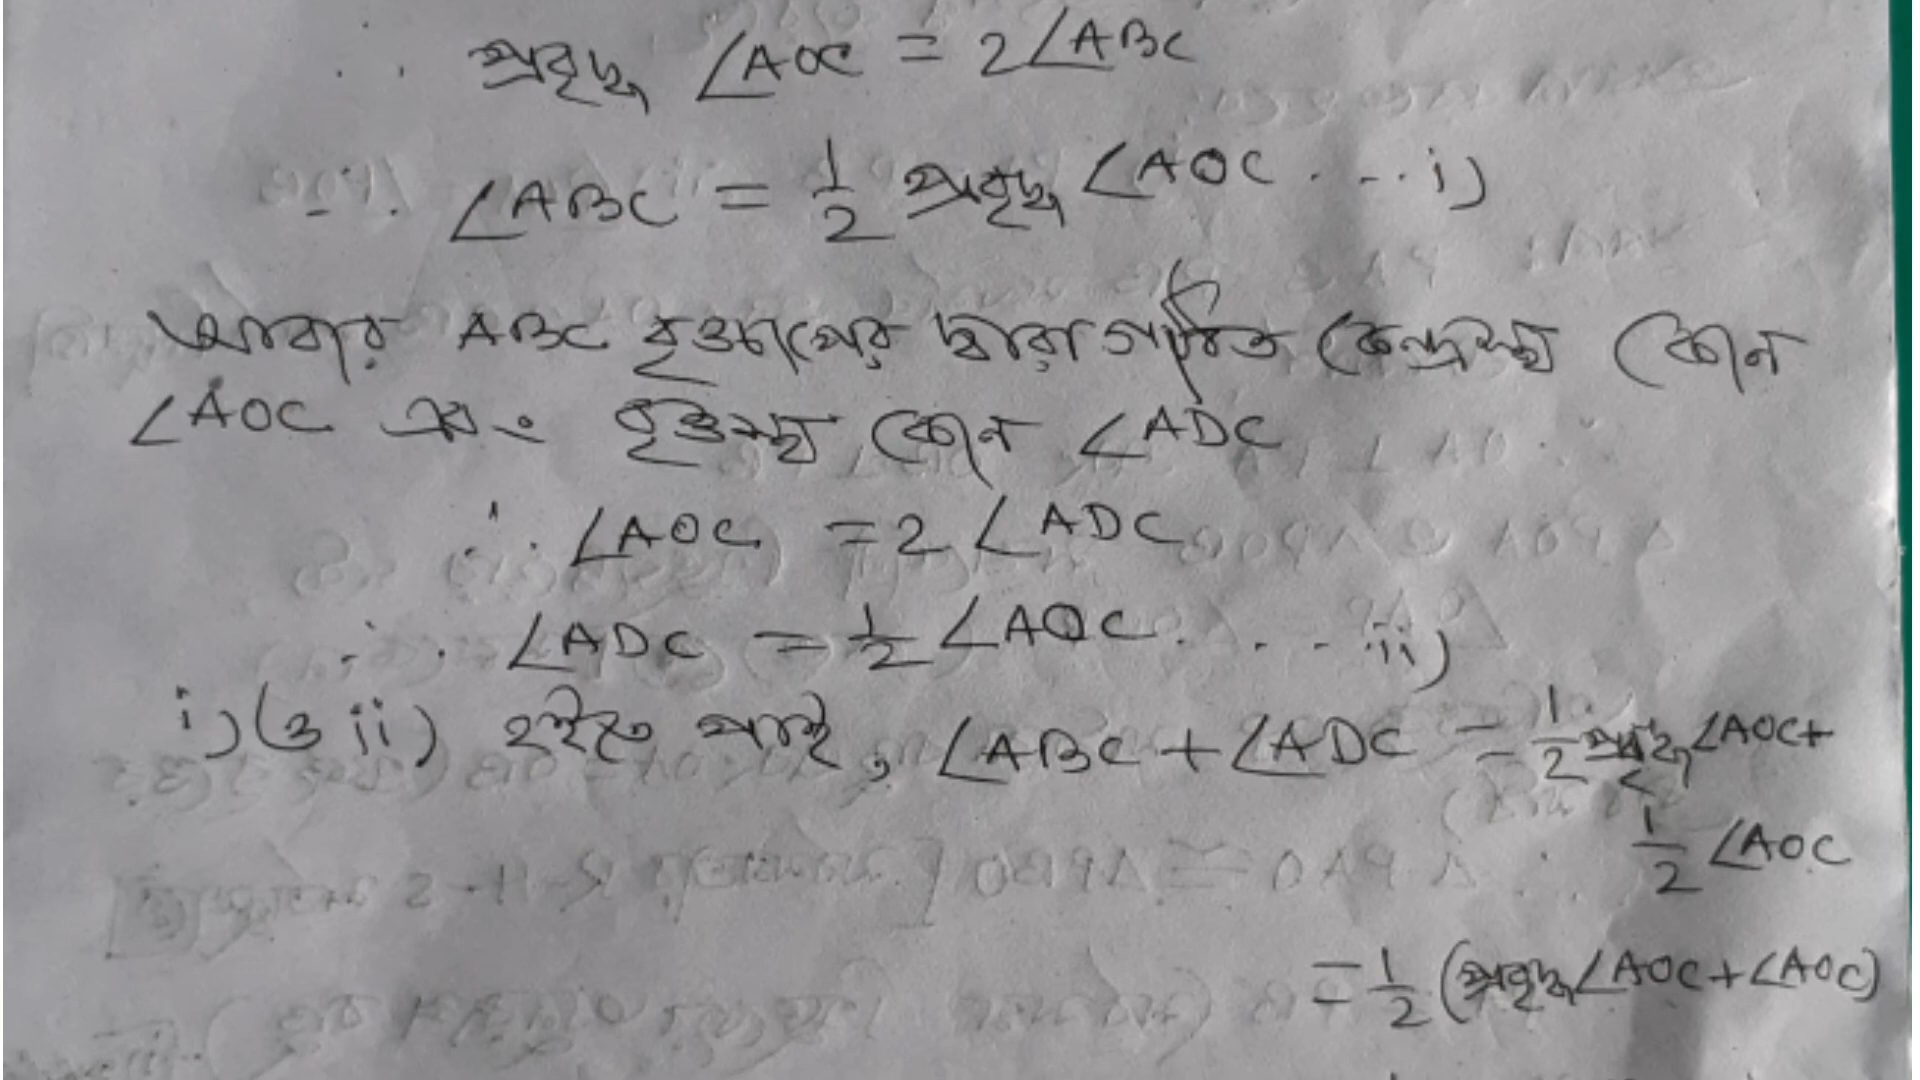 ∴ প্রবৃদ্ধ ∠AOC = 2∠ABC
∴ ∠ABC = 1/2 প্রবৃদ্ধ ∠AOC ... i)
আবার ABC বৃত্তচাপের দ্বারা গঠিত কেন্দ্রস্থ কোন
∠AOC এবং বৃত্তস্থ কোন ∠ADC
∴ ∠AOC = 2∠ADC
∴ ∠ADC = 1/2 ∠AOC ... ii)
i) ও ii) হইতে পাই, ∠ABC + ∠ADC = 1/2 প্রবৃদ্ধ ∠AOC +
1/2 ∠AOC
= 1/2 (প্রবৃদ্ধ ∠AOC + ∠AOC)